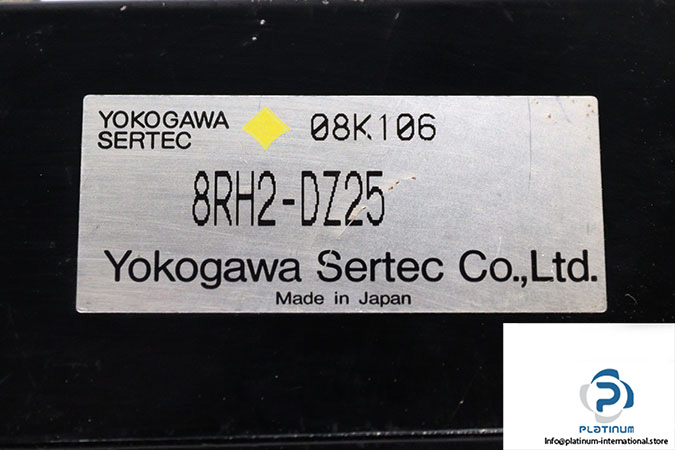 YOKOGAWA
SERTEC
08K106
8RH2-DZ25
Yokogawa Sertec Co.,Ltd.
Made in Japan
PLATINUM
Info@platinum-international.store